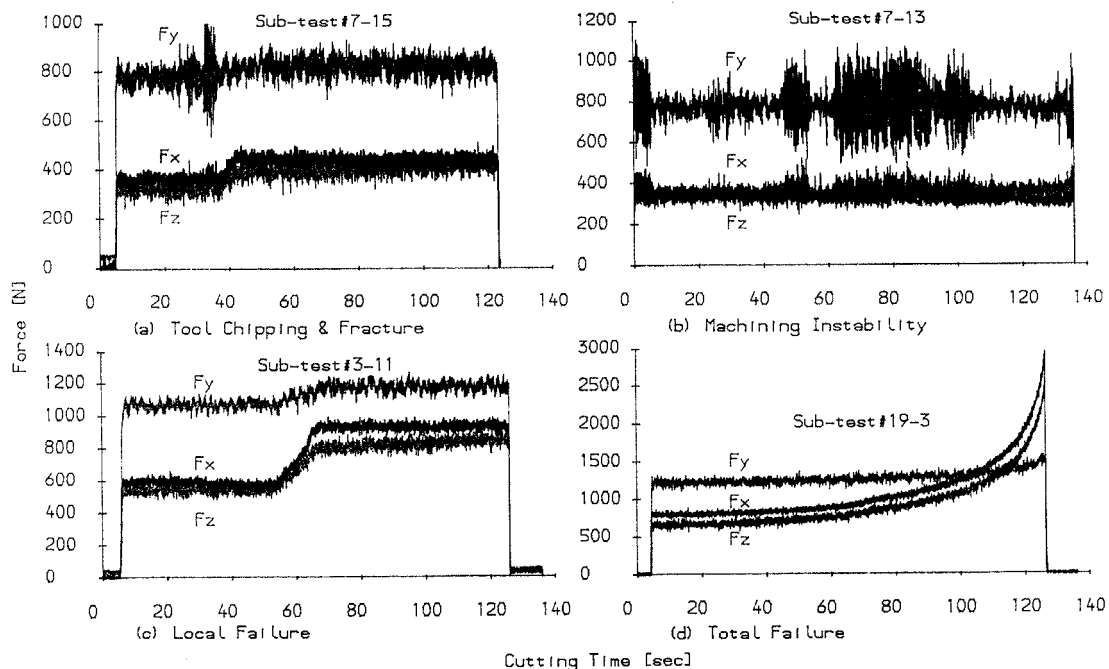 Force [N]
1000
800
600
400
200
0
Sub-test#7-15
Fy
Fx
Fz
0 20 40 60 80 100 120 140
(a) Tool Chipping & Fracture
1200
1000
800
600
400
200
0
Sub-test#7-13
Fy
Fx
Fz
0 20 40 60 80 100 120 140
(b) Machining Instability
1400
1200
1000
800
600
400
200
0
Sub-test#3-11
Fy
Fx
Fz
0 20 40 60 80 100 120 140
(c) Local Failure
3000
2500
2000
1500
1000
500
0
Sub-test#19-3
Fy
Fx
Fz
0 20 40 60 80 100 120 140
(d) Total Failure
Cutting Time [sec]